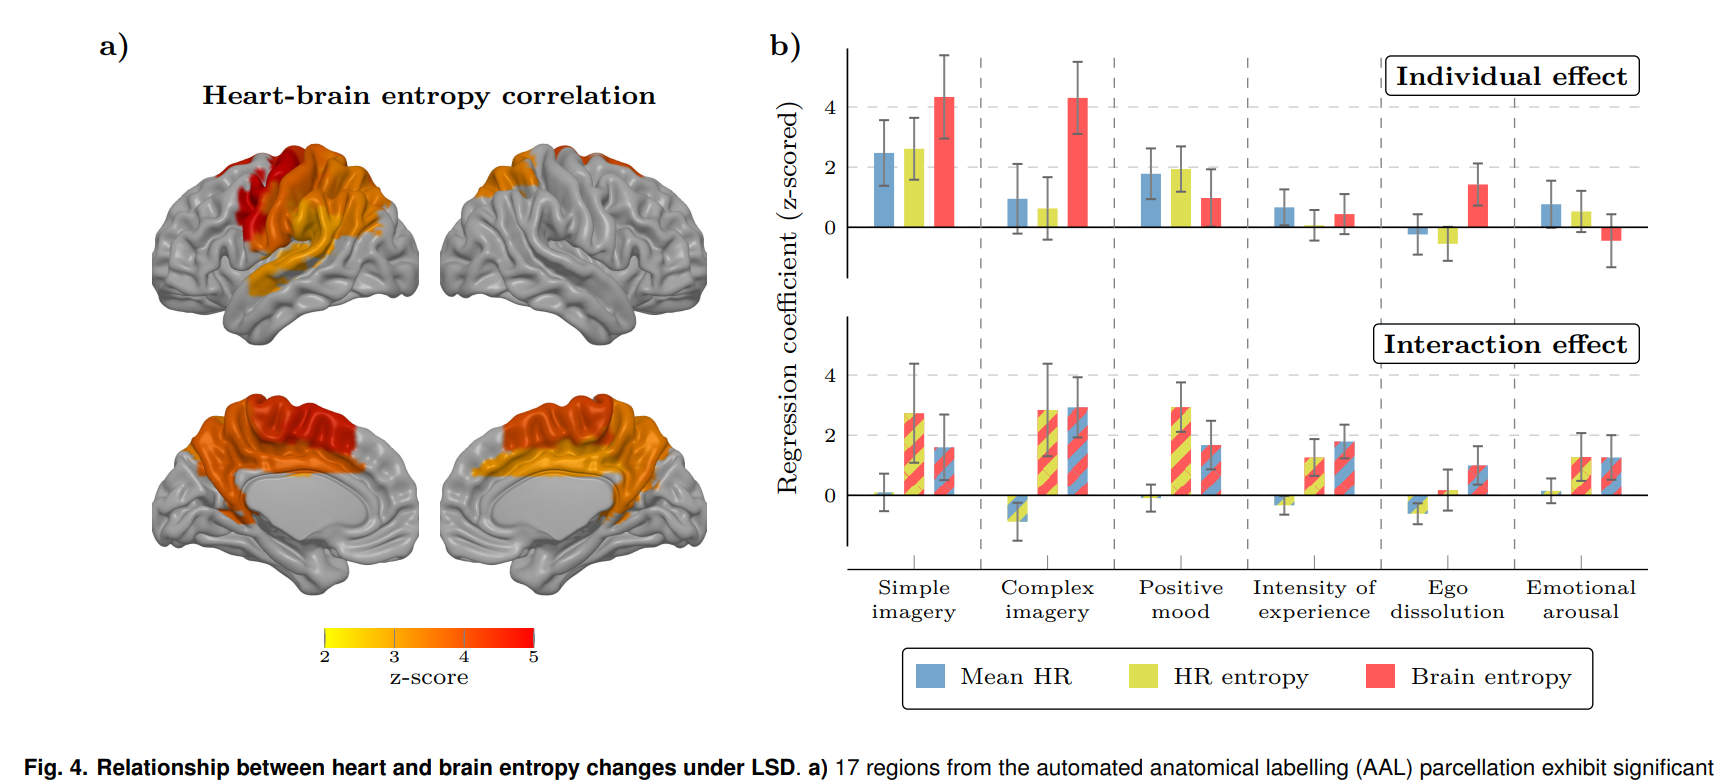 a)
Heart-brain entropy correlation
2 3 4 5
z-score
b)
Regression coefficient (z-scored)
Individual effect
4
2
0
Interaction effect
4
2
0
Simple imagery
Complex imagery
Positive mood
Intensity of experience
Ego dissolution
Emotional arousal
Mean HR
HR entropy
Brain entropy
Fig. 4. Relationship between heart and brain entropy changes under LSD. a) 17 regions from the automated anatomical labelling (AAL) parcellation exhibit significant